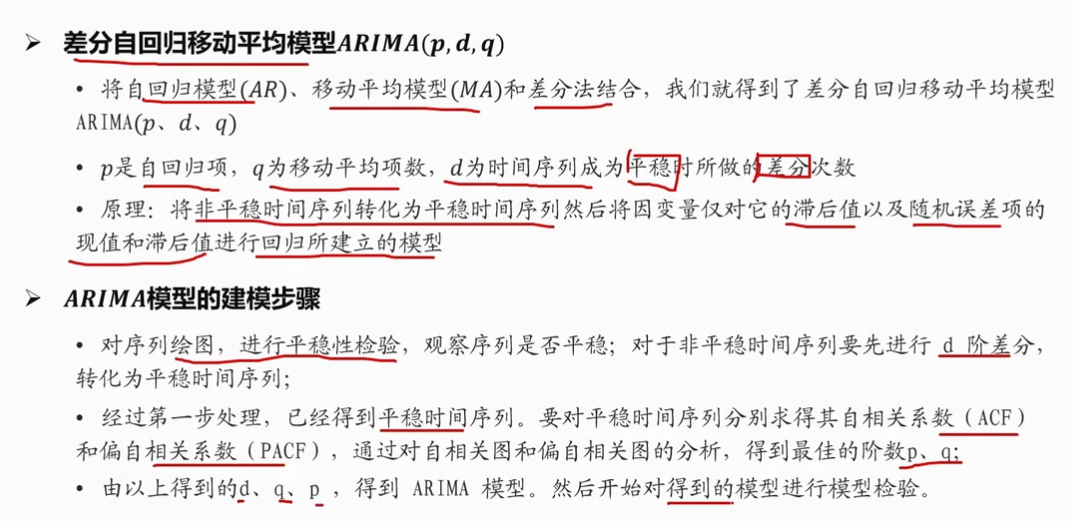 ➢ 差分自回归移动平均模型ARIMA(p,d,q)
• 将自回归模型(AR)、移动平均模型(MA)和差分法结合，我们就得到了差分自回归移动平均模型
ARIMA(p、d、q)
• p是自回归项，q为移动平均项数，d为时间序列成为平稳时所做的差分次数
• 原理：将非平稳时间序列转化为平稳时间序列然后将因变量仅对它的滞后值以及随机误差项的
现值和滞后值进行回归所建立的模型
➢ ARIMA模型的建模步骤
• 对序列绘图，进行平稳性检验，观察序列是否平稳；对于非平稳时间序列要先进行 d 阶差分，
转化为平稳时间序列；
• 经过第一步处理，已经得到平稳时间序列。要对平稳时间序列分别求得其自相关系数（ACF）
和偏自相关系数（PACF），通过对自相关图和偏自相关图的分析，得到最佳的阶数p、q；
• 由以上得到的d、q、p ，得到 ARIMA 模型。然后开始对得到的模型进行模型检验。